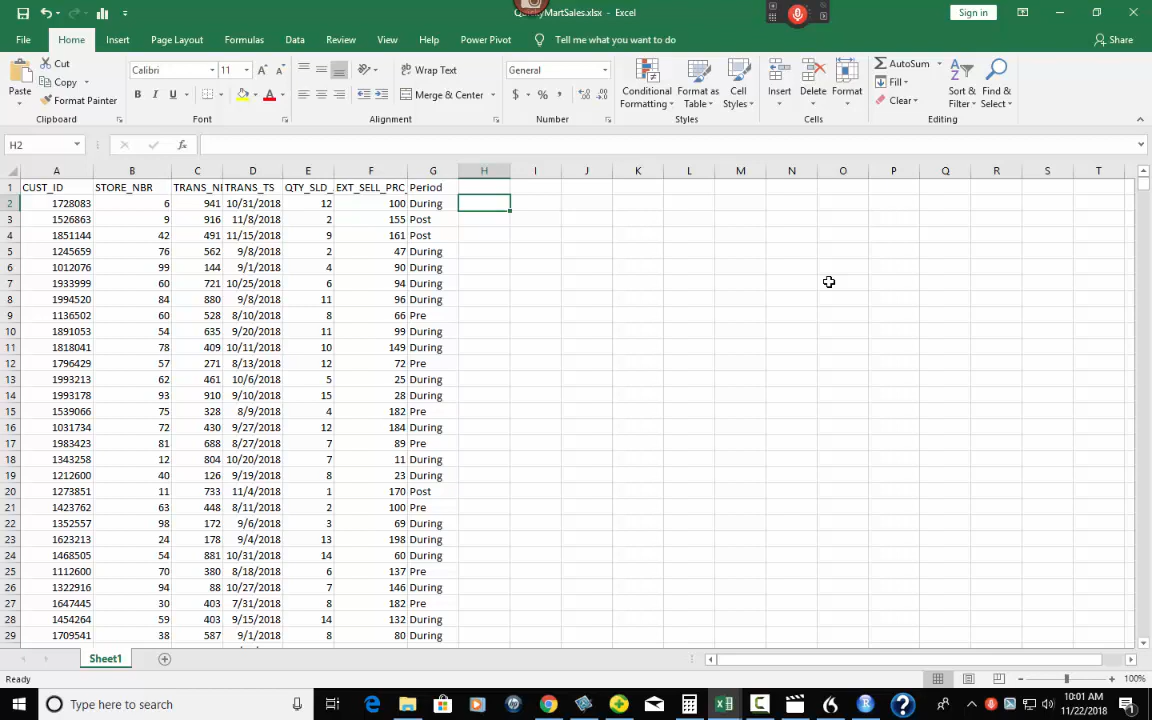 QuickyMartSales.xlsx - Excel
Sign in
File Home Insert Page Layout Formulas Data Review View Help Power Pivot Tell me what you want to do Share
Paste
Cut
Copy
Format Painter
Clipboard
Calibri 11
B I U
Font
Wrap Text
Merge & Center
Alignment
General
$ % ,
Number
Conditional Formatting
Format as Table
Cell Styles
Styles
Insert Delete Format
Cells
AutoSum
Fill
Clear
Sort & Filter
Find & Select
Editing
H2 fx
A B C D E F G H I J K L M N O P Q R S T
1 CUST_ID STORE_NBR TRANS_NI TRANS_TS QTY_SLD_ EXT_SELL_PRC_ Period
2 1728083 6 941 10/31/2018 12 100 During
3 1526863 9 916 11/8/2018 2 155 Post
4 1851144 42 491 11/15/2018 9 161 Post
5 1245659 76 562 9/8/2018 2 47 During
6 1012076 99 144 9/1/2018 4 90 During
7 1933999 60 721 10/25/2018 6 94 During
8 1994520 84 880 9/8/2018 11 96 During
9 1136502 60 528 8/10/2018 8 66 Pre
10 1891053 54 635 9/20/2018 11 99 During
11 1818041 78 409 10/11/2018 10 149 During
12 1796429 57 271 8/13/2018 12 72 Pre
13 1993213 62 461 10/6/2018 5 25 During
14 1993178 93 910 9/10/2018 15 28 During
15 1539066 75 328 8/9/2018 4 182 Pre
16 1031734 72 430 9/27/2018 12 184 During
17 1983423 81 688 8/27/2018 7 89 Pre
18 1343258 12 804 10/20/2018 7 11 During
19 1212600 40 126 9/19/2018 8 23 During
20 1273851 11 733 11/4/2018 1 170 Post
21 1423762 63 448 8/11/2018 2 100 Pre
22 1352557 98 172 9/6/2018 3 69 During
23 1623213 24 178 9/4/2018 13 198 During
24 1468505 54 881 10/31/2018 14 60 During
25 1112600 70 380 8/18/2018 6 137 Pre
26 1322916 94 88 10/27/2018 7 146 During
27 1647445 30 403 7/31/2018 8 182 Pre
28 1454264 59 403 9/15/2018 14 132 During
29 1709541 38 587 9/1/2018 8 80 During
Sheet1
Ready 100%
Type here to search
10:01 AM
11/22/2018